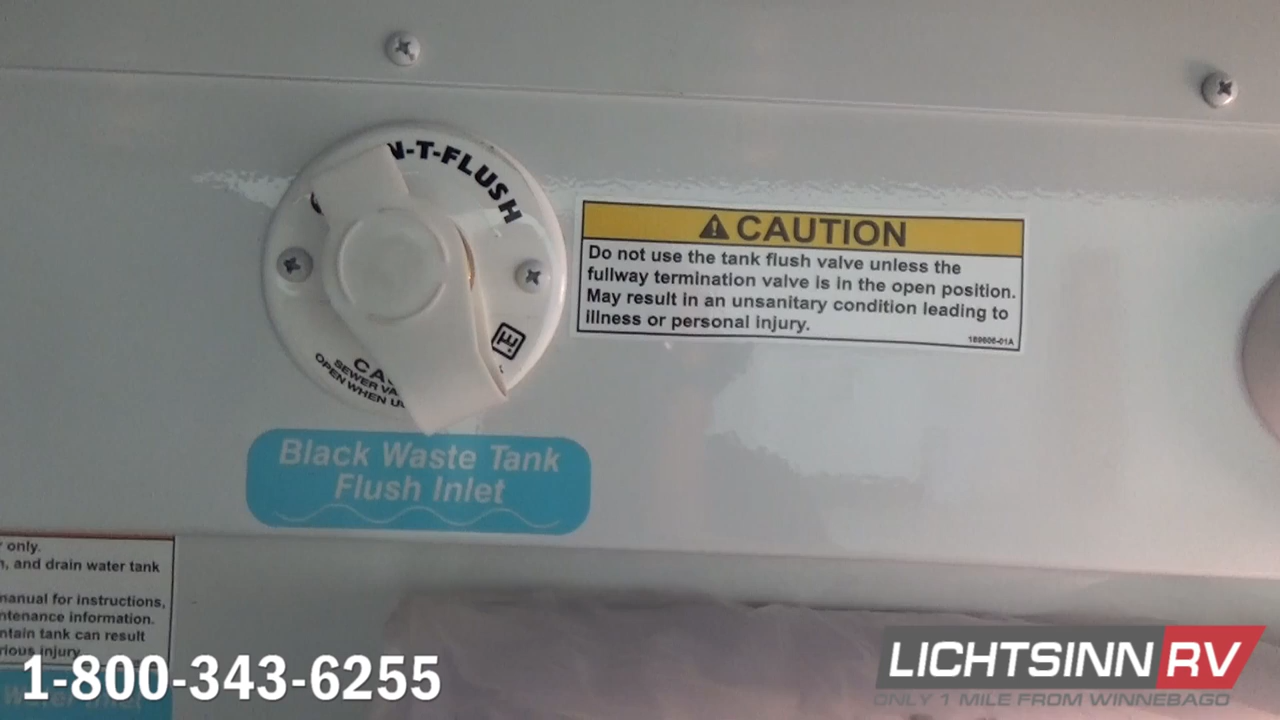 N-T-FLUSH
CAUTION
Do not use the tank flush valve unless the
fullway termination valve is in the open position.
May result in an unsanitary condition leading to
illness or personal injury.
189606-01A
CA
SEWER VA
OPEN WHEN U
Black Waste Tank
Flush Inlet
only.
and drain water tank
manual for instructions,
ntenance information.
ntain tank can result
rious injury.
Water Inlet
1-800-343-6255
LICHTSINN RV
ONLY 1 MILE FROM WINNEBAGO